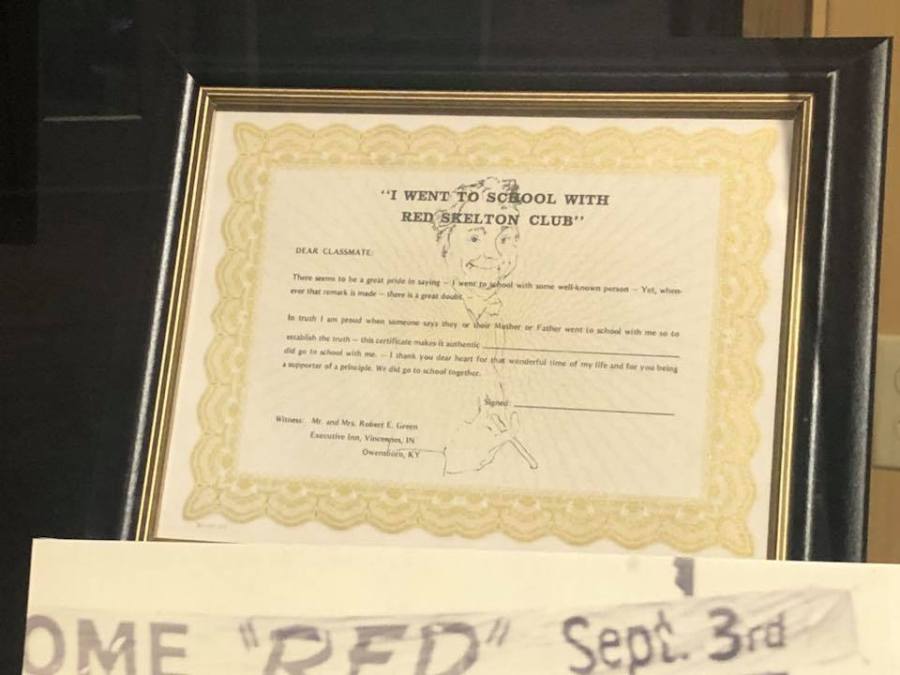 "I WENT TO SCHOOL WITH
RED SKELTON CLUB"
DEAR CLASSMATE:
There seems to be a great pride in saying — I went to school with some well-known person — Yet, when-
ever that remark is made — there is a great doubt.
In truth I am proud when someone says they or their Mother or Father went to school with me so to
establish the truth — this certificate makes it authentic
did go to school with me. — I thank you dear heart for that wonderful time of my life and for you being
a supporter of a principle. We did go to school together.
Signed:
Witness: Mr. and Mrs. Robert E. Green
Executive Inn, Vincennes, IN
Owensboro, KY
OME "RED" Sept. 3rd